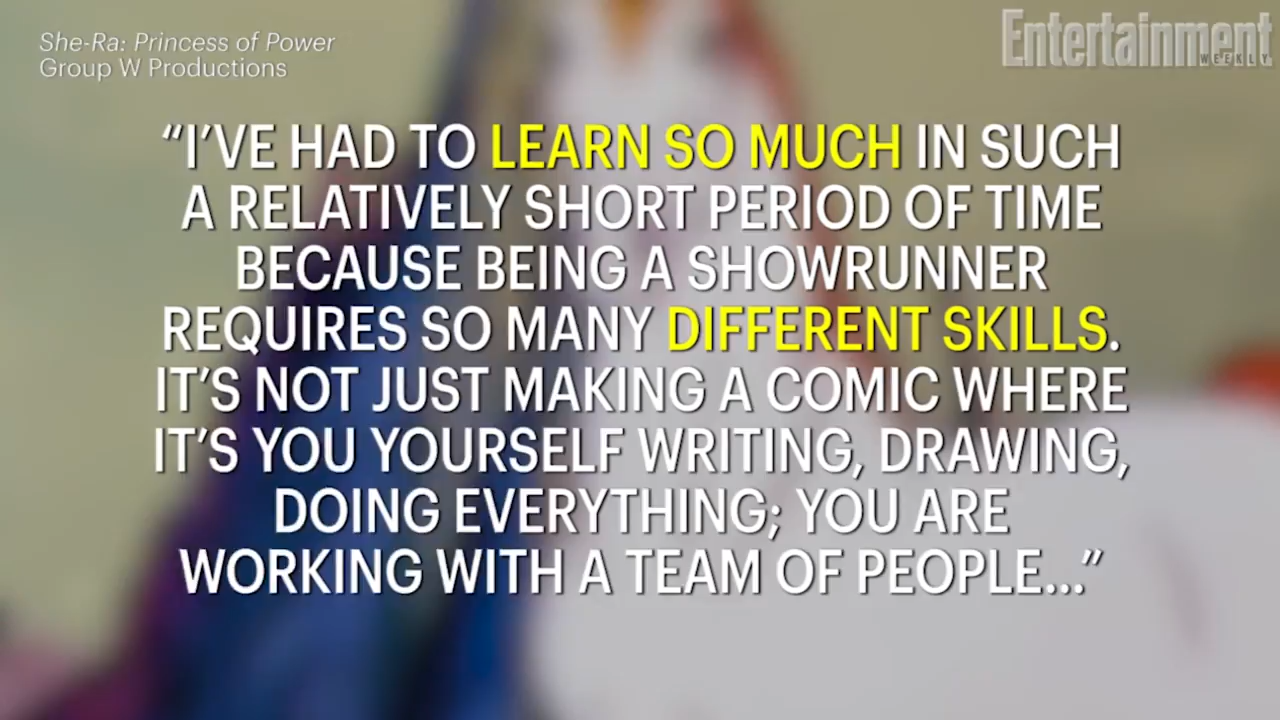 She-Ra: Princess of Power
Group W Productions
Entertainment
WEEKLY
“I’VE HAD TO LEARN SO MUCH IN SUCH
A RELATIVELY SHORT PERIOD OF TIME
BECAUSE BEING A SHOWRUNNER
REQUIRES SO MANY DIFFERENT SKILLS.
IT’S NOT JUST MAKING A COMIC WHERE
IT’S YOU YOURSELF WRITING, DRAWING,
DOING EVERYTHING; YOU ARE
WORKING WITH A TEAM OF PEOPLE...”